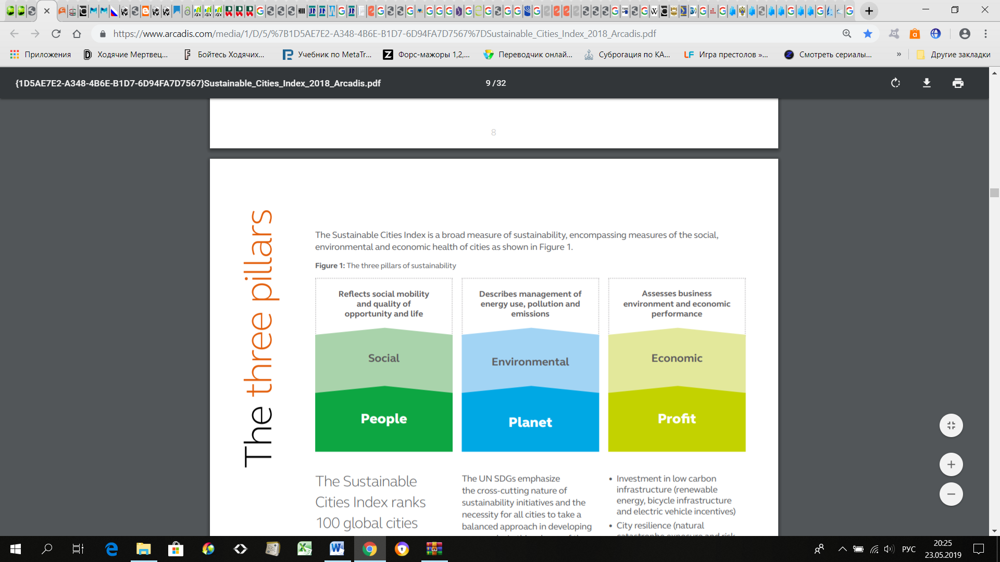 https://www.arcadis.com/media/1/D/5/%7B1D5AE7E2-A348-4B6E-B1D7-6D94FA7D7567%7DSustainable_Cities_Index_2018_Arcadis.pdf
Приложения
Ходячие Мертвец...
Бойтесь Ходячих...
Учебник по MetaTr...
Форс-мажоры 1,2,...
Переводчик онлай...
Суброгация по КА...
Игра престолов »...
Смотреть сериалы...
»
Другие закладки
{1D5AE7E2-A348-4B6E-B1D7-6D94FA7D7567}Sustainable_Cities_Index_2018_Arcadis.pdf
9 / 32
8
The three pillars
The Sustainable Cities Index is a broad measure of sustainability, encompassing measures of the social,
environmental and economic health of cities as shown in Figure 1.
Figure 1: The three pillars of sustainability
Reflects social mobility
and quality of
opportunity and life
Social
People
Describes management of
energy use, pollution and
emissions
Environmental
Planet
Assesses business
environment and economic
performance
Economic
Profit
The Sustainable
Cities Index ranks
100 global cities
The UN SDGs emphasize
the cross-cutting nature of
sustainability initiatives and the
necessity for all cities to take a
balanced approach in developing
• Investment in low carbon
infrastructure (renewable
energy, bicycle infrastructure
and electric vehicle incentives)
• City resilience (natural
РУС
20:25
23.05.2019